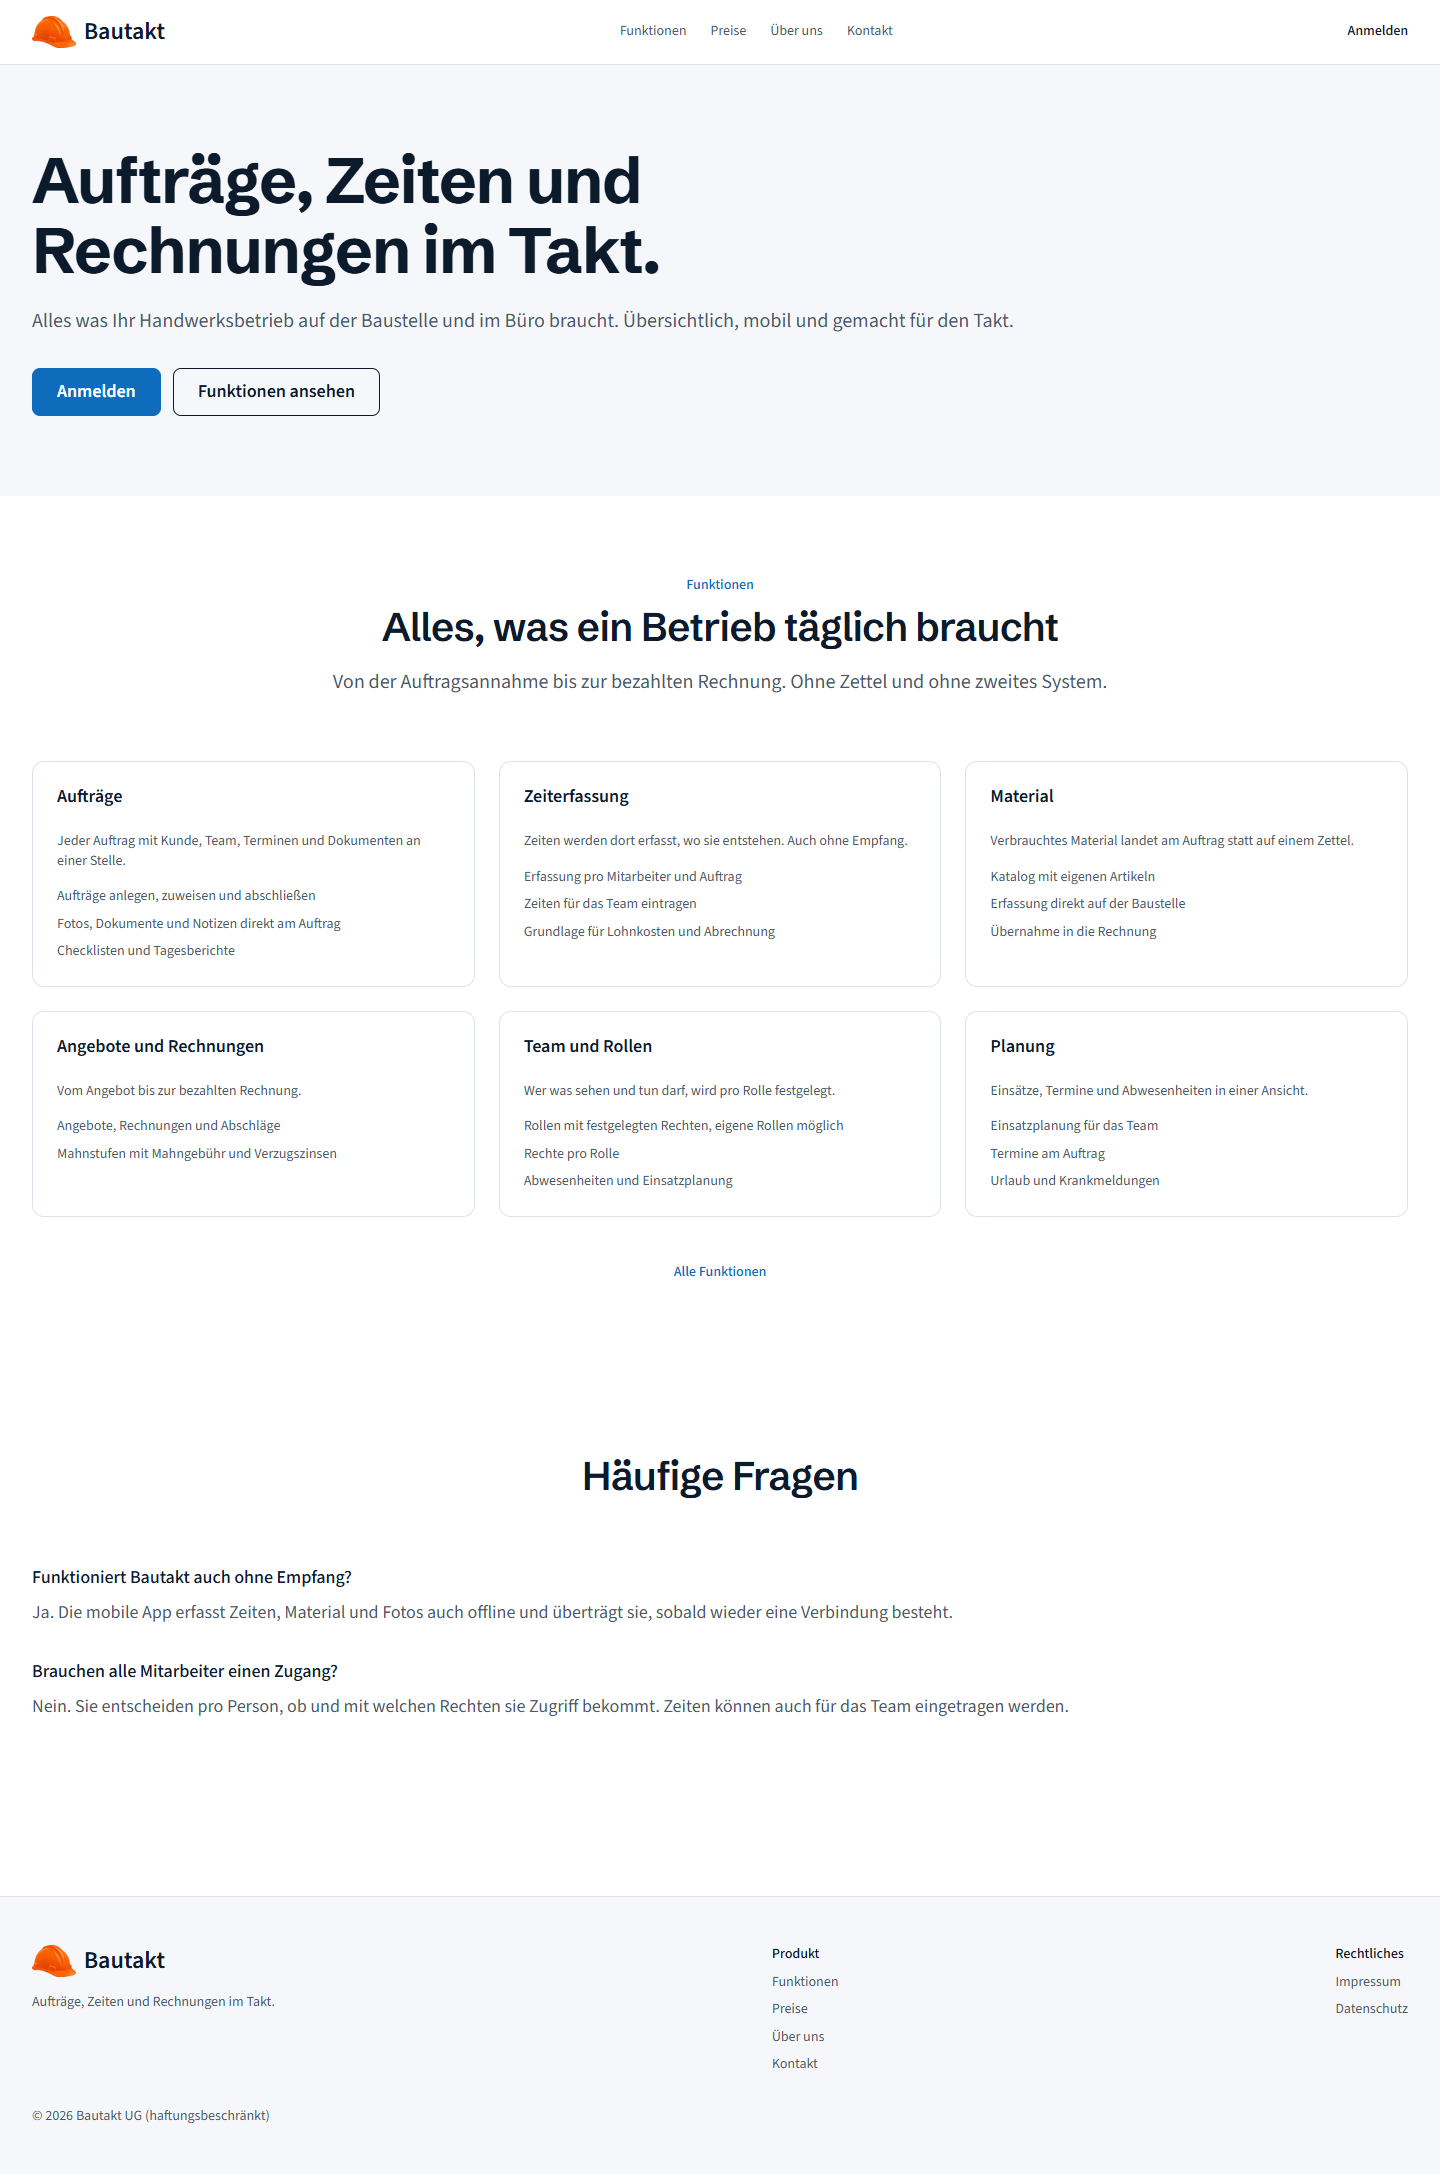 Bautakt
Funktionen Preise Über uns Kontakt
Anmelden
Aufträge, Zeiten und
Rechnungen im Takt.
Alles was Ihr Handwerksbetrieb auf der Baustelle und im Büro braucht. Übersichtlich, mobil und gemacht für den Takt.
Anmelden
Funktionen ansehen
Funktionen
Alles, was ein Betrieb täglich braucht
Von der Auftragsannahme bis zur bezahlten Rechnung. Ohne Zettel und ohne zweites System.
Aufträge
Jeder Auftrag mit Kunde, Team, Terminen und Dokumenten an
einer Stelle.
Aufträge anlegen, zuweisen und abschließen
Fotos, Dokumente und Notizen direkt am Auftrag
Checklisten und Tagesberichte
Zeiterfassung
Zeiten werden dort erfasst, wo sie entstehen. Auch ohne Empfang.
Erfassung pro Mitarbeiter und Auftrag
Zeiten für das Team eintragen
Grundlage für Lohnkosten und Abrechnung
Material
Verbrauchtes Material landet am Auftrag statt auf einem Zettel.
Katalog mit eigenen Artikeln
Erfassung direkt auf der Baustelle
Übernahme in die Rechnung
Angebote und Rechnungen
Vom Angebot bis zur bezahlten Rechnung.
Angebote, Rechnungen und Abschläge
Mahnstufen mit Mahngebühr und Verzugszinsen
Team und Rollen
Wer was sehen und tun darf, wird pro Rolle festgelegt.
Rollen mit festgelegten Rechten, eigene Rollen möglich
Rechte pro Rolle
Abwesenheiten und Einsatzplanung
Planung
Einsätze, Termine und Abwesenheiten in einer Ansicht.
Einsatzplanung für das Team
Termine am Auftrag
Urlaub und Krankmeldungen
Alle Funktionen
Häufige Fragen
Funktioniert Bautakt auch ohne Empfang?
Ja. Die mobile App erfasst Zeiten, Material und Fotos auch offline und überträgt sie, sobald wieder eine Verbindung besteht.
Brauchen alle Mitarbeiter einen Zugang?
Nein. Sie entscheiden pro Person, ob und mit welchen Rechten sie Zugriff bekommt. Zeiten können auch für das Team eingetragen werden.
Bautakt
Aufträge, Zeiten und Rechnungen im Takt.
Produkt
Funktionen
Preise
Über uns
Kontakt
Rechtliches
Impressum
Datenschutz
© 2026 Bautakt UG (haftungsbeschränkt)